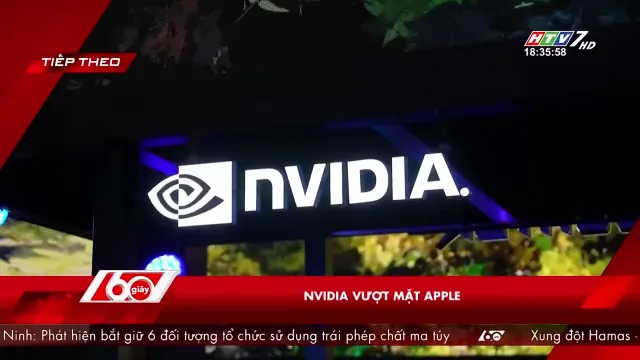 TIẾP THEO
HTV7 HD
18:35:58
nVIDIA.
60 giây
NVIDIA VƯỢT MẶT APPLE
Ninh: Phát hiện bắt giữ 6 đối tượng tổ chức sử dụng trái phép chất ma túy 60 Xung đột Hamas -